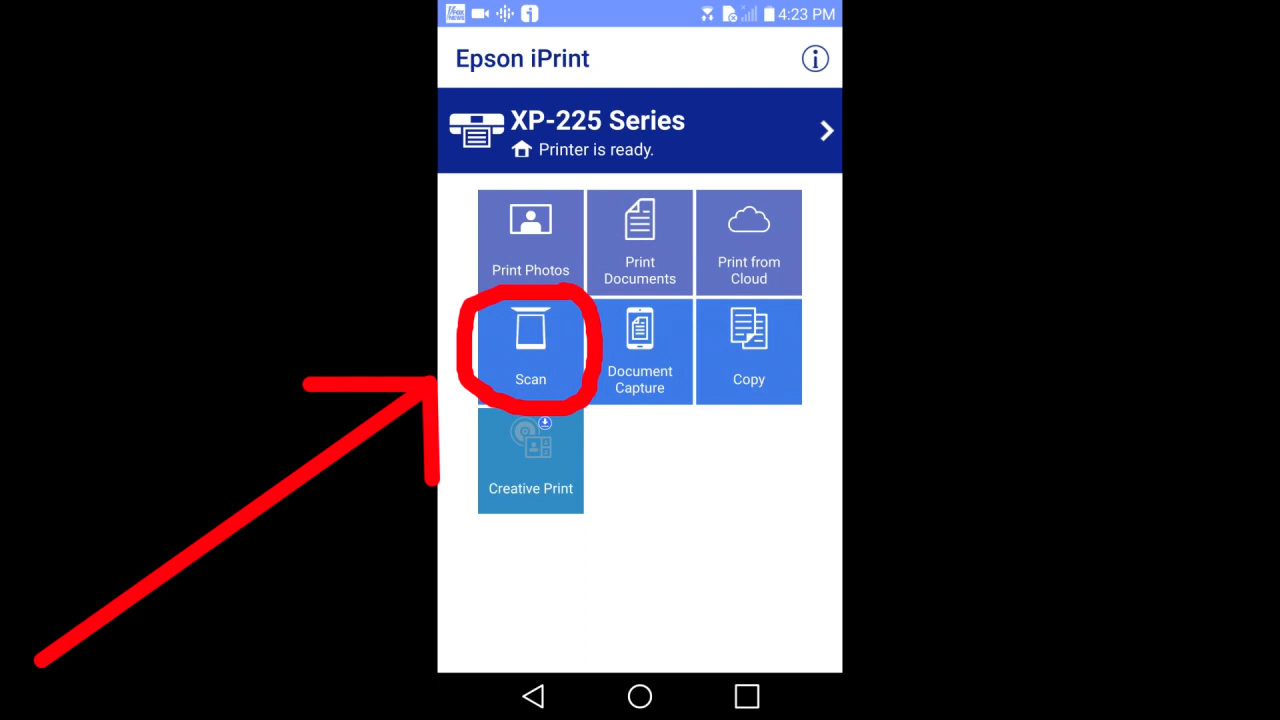 4:23 PM
Epson iPrint
XP-225 Series
Printer is ready.
Print Photos
Print
Documents
Print from
Cloud
Scan
Document
Capture
Copy
Creative Print